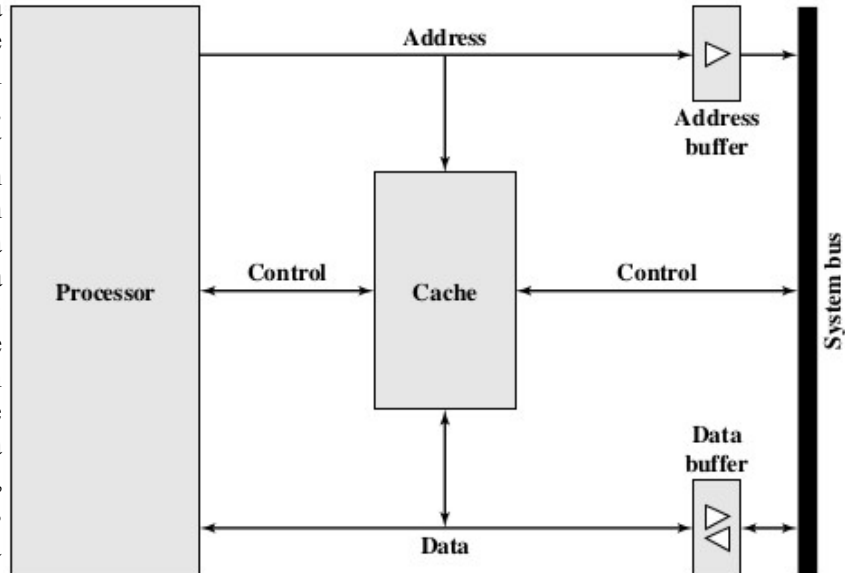 Address
Address
buffer
Processor
Control
Cache
Control
System bus
Data
buffer
Data